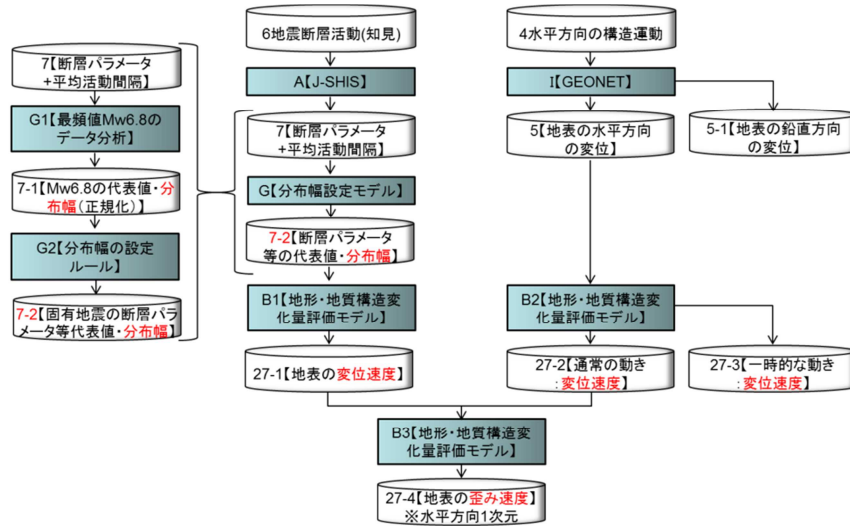 7【断層パラメータ
+平均活動間隔】
G1【最頻値Mw6.8の
データ分析】
7-1【Mw6.8の代表値・分
布幅(正規化)】
G2【分布幅の設定
ルール】
7-2【固有地震の断層パラ
メータ等代表値・分布幅】
6地震断層活動(知見)
A【J-SHIS】
7【断層パラメータ
+平均活動間隔】
G【分布幅設定モデル】
7-2【断層パラメータ
等の代表値・分布幅】
B1【地形・地質構造変
化量評価モデル】
27-1【地表の変位速度】
4水平方向の構造運動
I【GEONET】
5【地表の水平方向
の変位】
5-1【地表の鉛直方向
の変位】
B2【地形・地質構造変
化量評価モデル】
27-2【通常の動き
:変位速度】
27-3【一時的な動き
:変位速度】
B3【地形・地質構造変
化量評価モデル】
27-4【地表の歪み速度】
※水平方向1次元